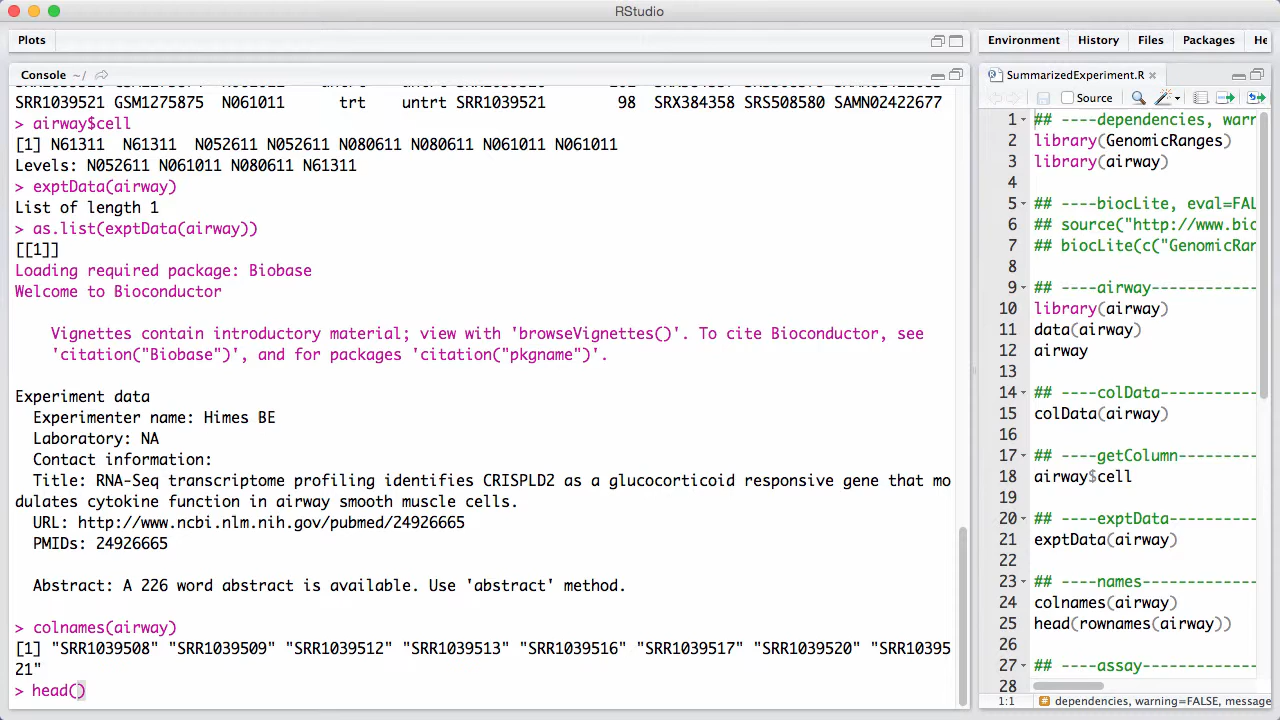 RStudio
Plots
Console ~/
SRR1039521 GSM1275875 N061011 trt untrt SRR1039521 98 SRX384358 SRS508580 SAMN02422677
> airway$cell
[1] N61311  N61311  N052611 N052611 N080611 N080611 N061011 N061011
Levels: N052611 N061011 N080611 N61311
> exptData(airway)
List of length 1
> as.list(exptData(airway))
[[1]]
Loading required package: Biobase
Welcome to Bioconductor
Vignettes contain introductory material; view with 'browseVignettes()'. To cite Bioconductor, see
'citation("Biobase")', and for packages 'citation("pkgname")'.
Experiment data
Experimenter name: Himes BE
Laboratory: NA
Contact information:
Title: RNA-Seq transcriptome profiling identifies CRISPLD2 as a glucocorticoid responsive gene that mo
dulates cytokine function in airway smooth muscle cells.
URL: http://www.ncbi.nlm.nih.gov/pubmed/24926665
PMIDs: 24926665
Abstract: A 226 word abstract is available. Use 'abstract' method.
> colnames(airway)
[1] "SRR1039508" "SRR1039509" "SRR1039512" "SRR1039513" "SRR1039516" "SRR1039517" "SRR1039520" "SRR10395
21"
> head()
Environment History Files Packages He
SummarizedExperiment.R
Source
1 ## ----dependencies, warr
2 library(GenomicRanges)
3 library(airway)
4
5 ## ----biocLite, eval=FAL
6 ## source("http://www.bio
7 ## biocLite(c("GenomicRar
8
9 ## ----airway------------
10 library(airway)
11 data(airway)
12 airway
13
14 ## ----colData-----------
15 colData(airway)
16
17 ## ----getColumn---------
18 airway$cell
19
20 ## ----exptData----------
21 exptData(airway)
22
23 ## ----names-------------
24 colnames(airway)
25 head(rownames(airway))
26
27 ## ----assay-------------
28
1:1 # dependencies, warning=FALSE, message